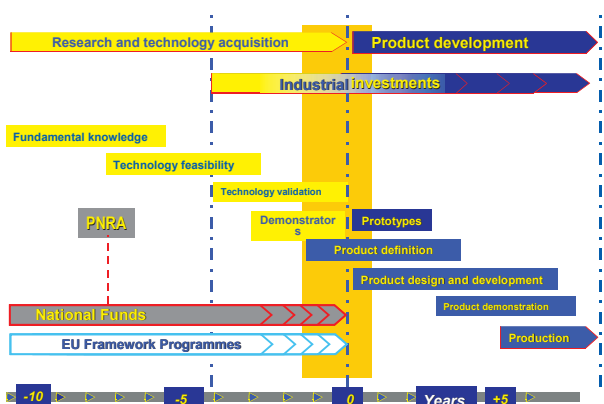 Research and technology acquisition
Product development
Industrial investments
Fundamental knowledge
Technology feasibility
Technology validation
PNRA
Demonstrator
s
Prototypes
Product definition
Product design and development
Product demonstration
National Funds
Production
EU Framework Programmes
-10
-5
0
Years
+5